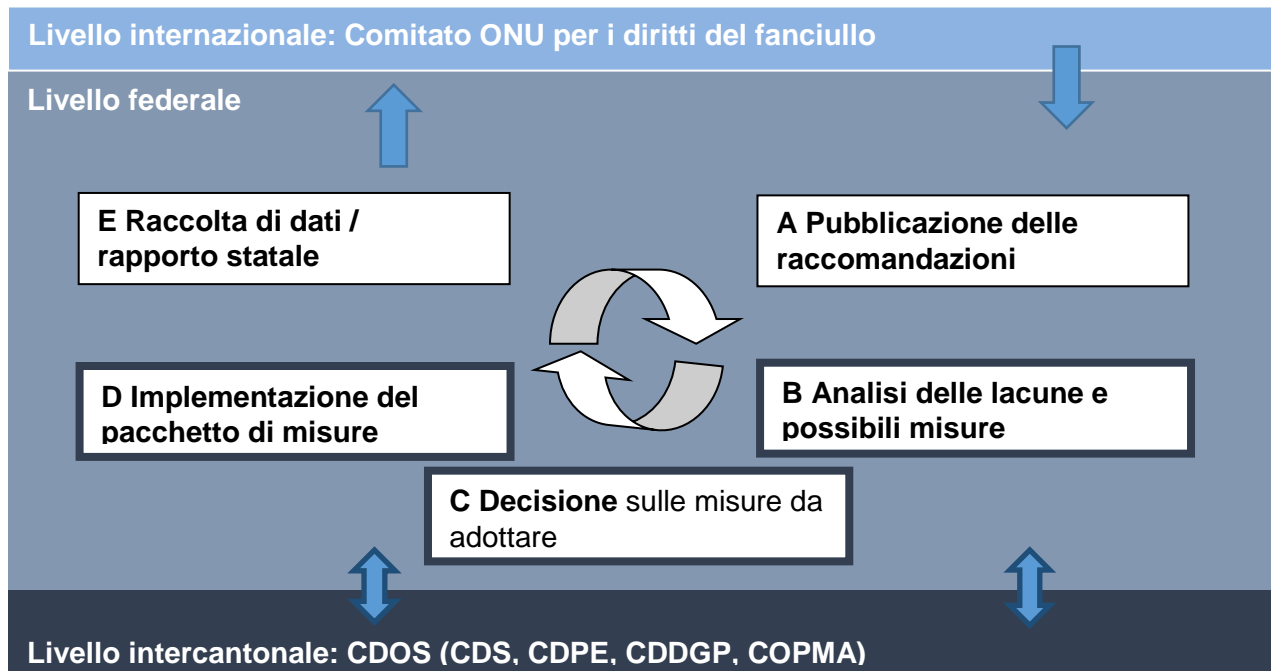 Livello internazionale: Comitato ONU per i diritti del fanciullo
Livello federale
E Raccolta di dati /
rapporto statale
A Pubblicazione delle
raccomandazioni
D Implementazione del
pacchetto di misure
B Analisi delle lacune e
possibili misure
C Decisione sulle misure da
adottare
Livello intercantonale: CDOS (CDS, CDPE, CDDGP, COPMA)